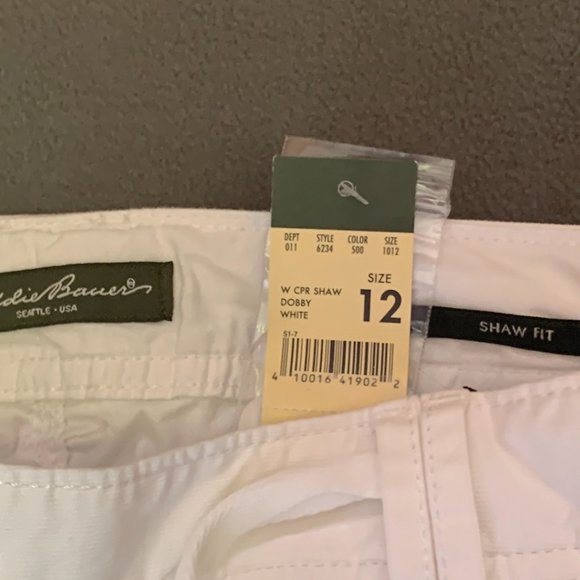 DEPT STYLE COLOR SIZE
011 6234 500 1012
SIZE
W CPR SHAW
DOBBY
WHITE
12
S1-7
4 10016 41902 2
die Bauer
SEATTLE · USA
SHAW FIT